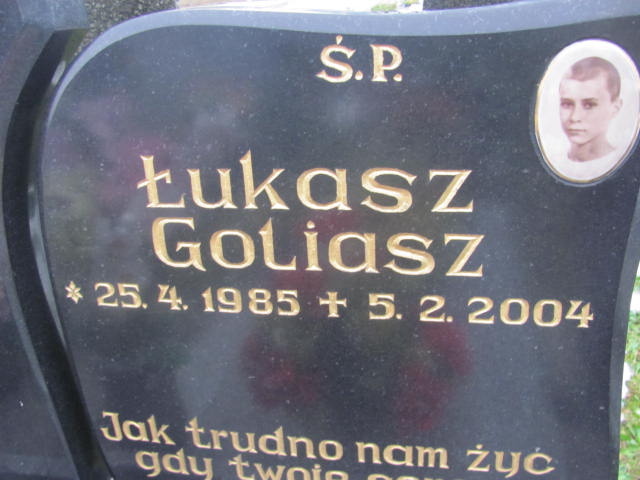 Ś.P.
Łukasz
Goliasz
* 25. 4. 1985 + 5. 2. 2004
Jak trudno nam żyć
gdy twoje